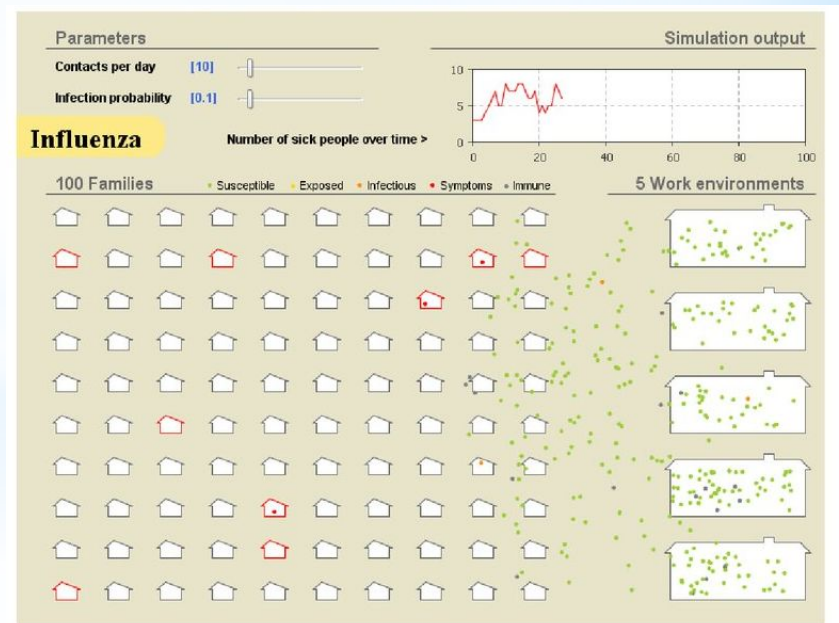 Parameters
Simulation output
Contacts per day [10]
Infection probability [0.1]
10
5
0
0 20 40 60 80 100
Influenza
Number of sick people over time >
100 Families
Susceptible Exposed Infectious Symptoms Immune
5 Work environments